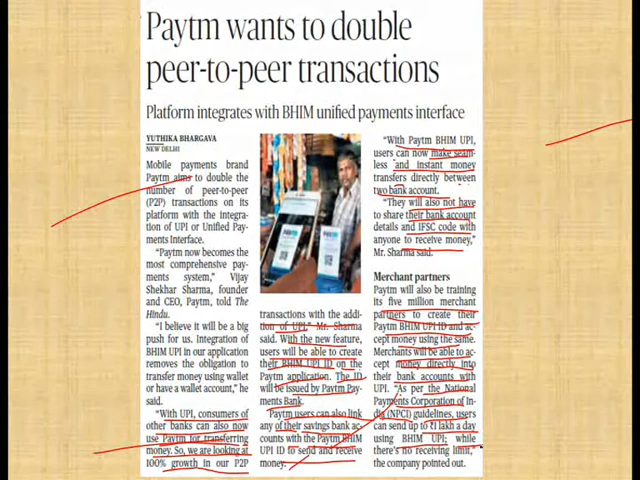 Paytm wants to double
peer-to-peer transactions
Platform integrates with BHIM unified payments interface
YUTHIKA BHARGAVA
NEW DELHI
Mobile payments brand
Paytm aims to double the
number of peer-to-peer
(P2P) transactions on its
platform with the integra-
tion of UPI or Unified Pay-
ments Interface.
“Paytm now becomes the
most comprehensive pay-
ments system,” Vijay
Shekhar Sharma, founder
and CEO, Paytm, told The
Hindu.
“I believe it will be a big
push for us. Integration of
BHIM UPI in our application
removes the obligation to
transfer money using wallet
or have a wallet account,” he
said.
“With UPI, consumers of
other banks can also now
use Paytm for transferring
money. So, we are looking at
100% growth in our P2P
transactions with the addi-
tion of UPI,” Mr. Sharma
said. With the new feature,
users will be able to create
their BHIM UPI ID on the
Paytm application. The ID
will be issued by Paytm Pay-
ments Bank.
Paytm users can also link
any of their savings bank ac-
counts with the Paytm BHIM
UPI ID to send and receive
money.
“With Paytm BHIM UPI,
users can now make seam-
less and instant money
transfers directly between
two bank account.
“They will also not have
to share their bank account
details and IFSC code with
anyone to receive money,”
Mr. Sharma said.
Merchant partners
Paytm will also be training
its five million merchant
partners to create their
Paytm BHIM UPI ID and ac-
cept money using the same.
Merchants will be able to ac-
cept money directly into
their bank accounts with
UPI. “As per the National
Payments Corporation of In-
dia (NPCI) guidelines, users
can send up to ₹1 lakh a day
using BHIM UPI; while
there’s no receiving limit,”
the company pointed out.